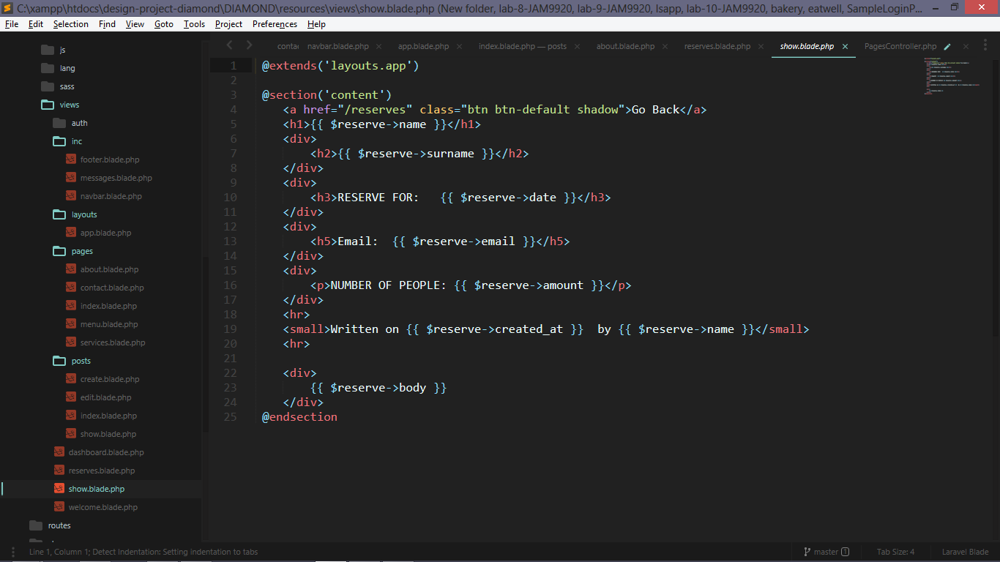 C:\xampp\htdocs\design-project-diamond\DIAMOND\resources\views\show.blade.php (New folder, lab-8-JAM9920, lab-9-JAM9920, lsapp, lab-10-JAM9920, bakery, eatwell, SampleLoginP...
File Edit Selection Find View Goto Tools Project Preferences Help
js
lang
sass
views
auth
inc
footer.blade.php
messages.blade.php
navbar.blade.php
layouts
app.blade.php
pages
about.blade.php
contact.blade.php
index.blade.php
menu.blade.php
services.blade.php
posts
create.blade.php
edit.blade.php
index.blade.php
show.blade.php
dashboard.blade.php
reserves.blade.php
show.blade.php
welcome.blade.php
routes
conta navbar.blade.php app.blade.php index.blade.php — posts about.blade.php reserves.blade.php show.blade.php PagesController.php
1 @extends('layouts.app')
2
3 @section('content')
4 <a href="/reserves" class="btn btn-default shadow">Go Back</a>
5 <h1>{{ $reserve->name }}</h1>
6 <div>
7 <h2>{{ $reserve->surname }}</h2>
8 </div>
9 <div>
10 <h3>RESERVE FOR:   {{ $reserve->date }}</h3>
11 </div>
12 <div>
13 <h5>Email:  {{ $reserve->email }}</h5>
14 </div>
15 <div>
16 <p>NUMBER OF PEOPLE: {{ $reserve->amount }}</p>
17 </div>
18 <hr>
19 <small>Written on {{ $reserve->created_at }}  by {{ $reserve->name }}</small>
20 <hr>
21
22 <div>
23 {{ $reserve->body }}
24 </div>
25 @endsection
Line 1, Column 1; Detect Indentation: Setting indentation to tabs
master 1 Tab Size: 4 Laravel Blade